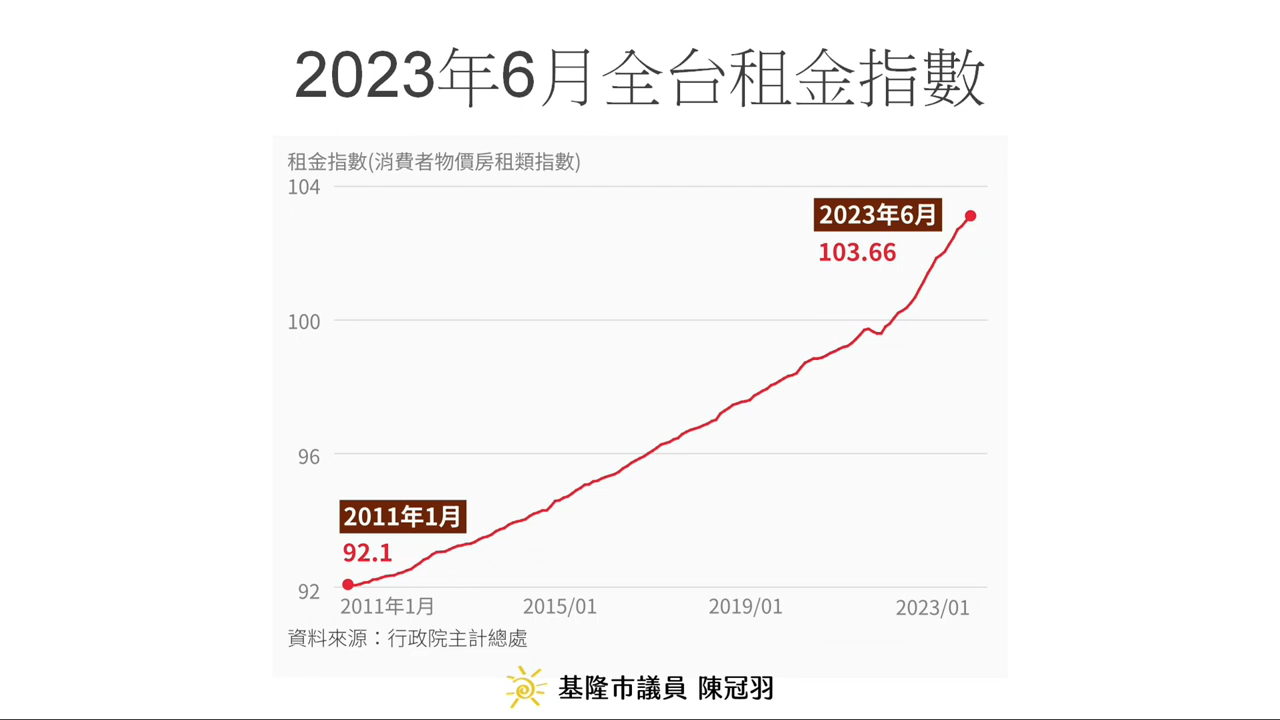 2023年6月全台租金指數
租金指數(消費者物價房租類指數)
104
2023年6月
103.66
100
96
2011年1月
92.1
92
2011年1月 2015/01 2019/01 2023/01
資料來源：行政院主計總處
基隆市議員 陳冠羽